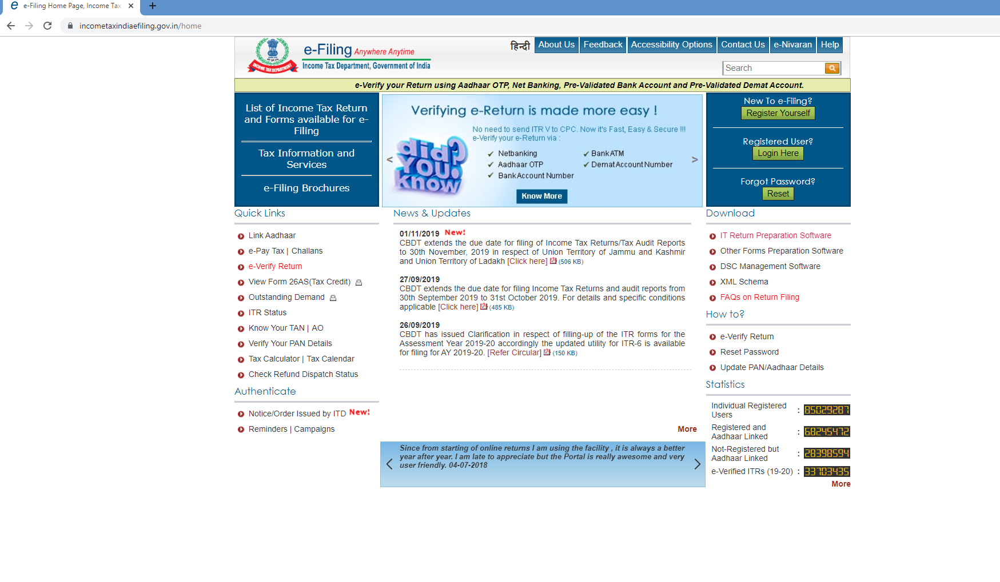 e-Filing Home Page, Income Tax
incometaxindiaefiling.gov.in/home
e-Filing Anywhere Anytime
Income Tax Department, Government of India
INCOME TAX DEPARTMENT
हिन्दी About Us Feedback Accessibility Options Contact Us e-Nivaran Help
Search
e-Verify your Return using Aadhaar OTP, Net Banking, Pre-Validated Bank Account and Pre-Validated Demat Account.
List of Income Tax Return
and Forms available for e-
Filing
Tax Information and
Services
e-Filing Brochures
Verifying e-Return is made more easy !
No need to send ITR V to CPC. Now it's Fast, Easy & Secure !!!
e-Verify your e-Return via :
did?
YOU.
know
Netbanking
Aadhaar OTP
Bank Account Number
Bank ATM
Demat Account Number
Know More
New To e-Filing?
Register Yourself
Registered User?
Login Here
Forgot Password?
Reset
Quick Links
Link Aadhaar
e-Pay Tax | Challans
e-Verify Return
View Form 26AS(Tax Credit)
Outstanding Demand
ITR Status
Know Your TAN | AO
Verify Your PAN Details
Tax Calculator | Tax Calendar
Check Refund Dispatch Status
Authenticate
Notice/Order Issued by ITD New!
Reminders | Campaigns
News & Updates
01/11/2019 New!
CBDT extends the due date for filing of Income Tax Returns/Tax Audit Reports
to 30th November, 2019 in respect of Union Territory of Jammu and Kashmir
and Union Territory of Ladakh [Click here] (506 KB)
27/09/2019
CBDT extends the due date for filing Income Tax Returns and audit reports from
30th September 2019 to 31st October 2019. For details and specific conditions
applicable [Click here] (485 KB)
26/09/2019
CBDT has issued Clarification in respect of filling-up of the ITR forms for the
Assessment Year 2019-20 accordingly the updated utility for ITR-6 is available
for filing for AY 2019-20. [Refer Circular] (150 KB)
More
Since from starting of online returns I am using the facility , it is always a better
year after year. I am late to appreciate but the Portal is really awesome and very
user friendly. 04-07-2018
Download
IT Return Preparation Software
Other Forms Preparation Software
DSC Management Software
XML Schema
FAQs on Return Filing
How to?
e-Verify Return
Reset Password
Update PAN/Aadhaar Details
Statistics
Individual Registered
Users : 85029287
Registered and
Aadhaar Linked : 68245472
Not-Registered but
Aadhaar Linked : 28398594
e-Verified ITRs (19-20) : 33703435
More